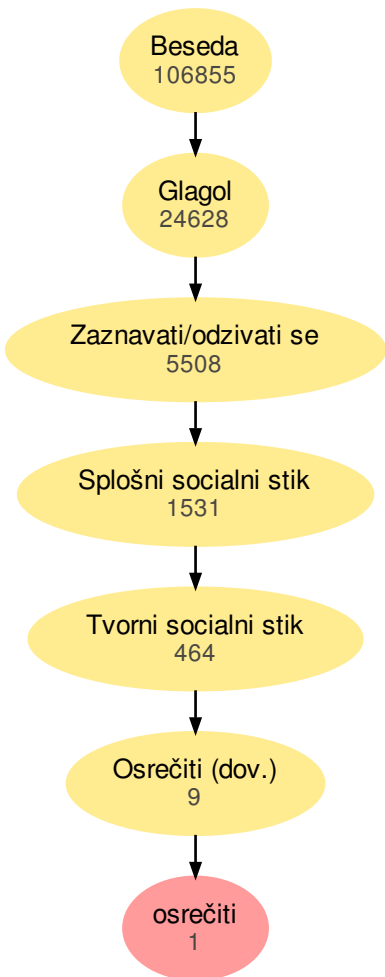 Beseda
106855
Glagol
24628
Zaznavati/odzivati se
5508
Splošni socialni stik
1531
Tvorni socialni stik
464
Osrečiti (dov.)
9
osrečiti
1